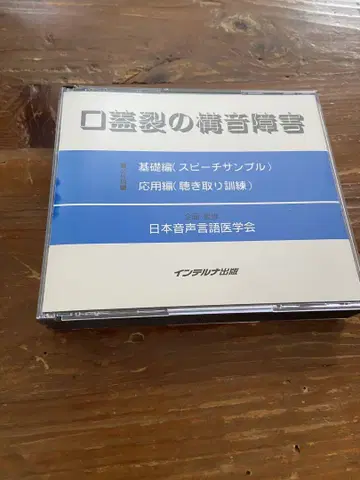 口蓋裂の構音障害
基礎編(スピーチサンプル)
応用編(聴き取り訓練)
日本音声言語医学会
インテルナ出版